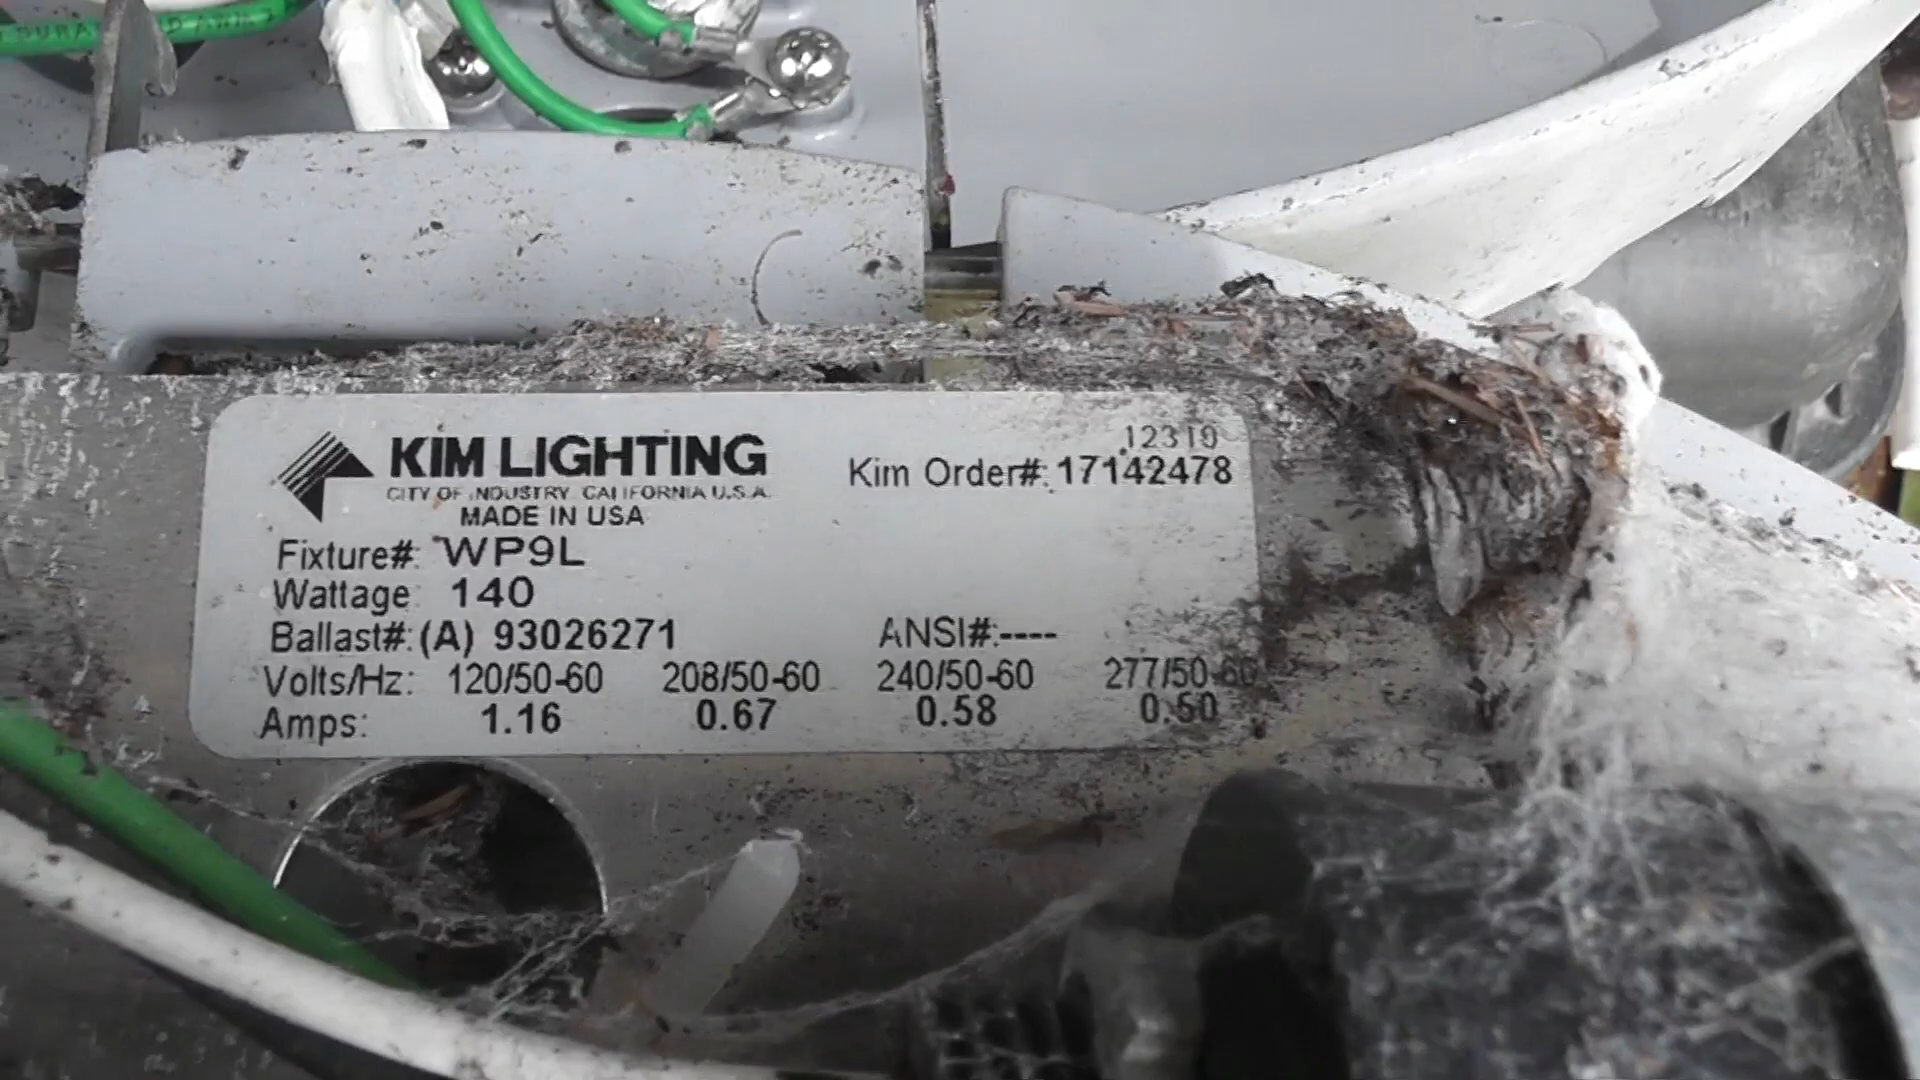 KIM LIGHTING
CITY OF INDUSTRY, CALIFORNIA U.S.A.
MADE IN USA
12310
Kim Order#: 17142478
Fixture#: WP9L
Wattage: 140
Ballast#: (A) 93026271 ANSI#:----
Volts/Hz: 120/50-60 208/50-60 240/50-60 277/50-60
Amps: 1.16 0.67 0.58 0.50